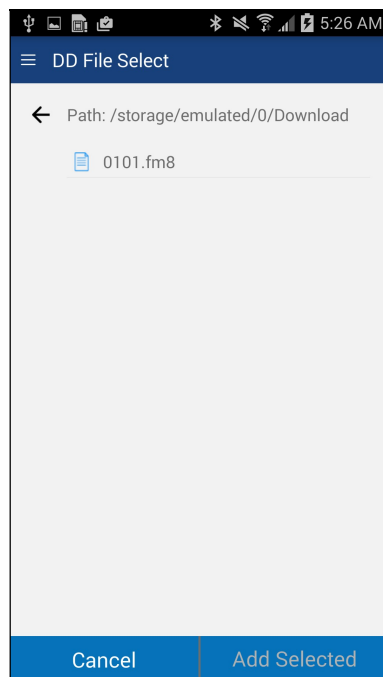 5:26 AM
DD File Select
Path: /storage/emulated/0/Download
0101.fm8
Cancel
Add Selected